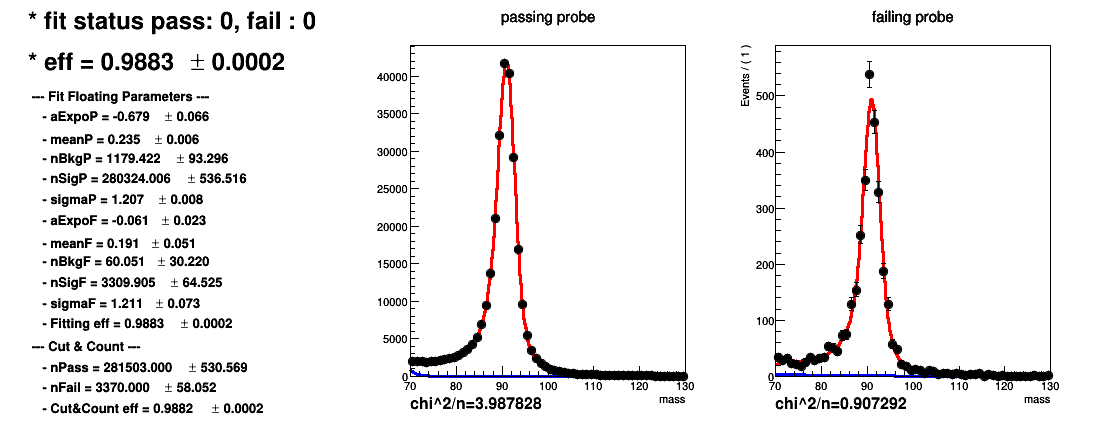 * fit status pass: 0, fail : 0
* eff = 0.9883 ± 0.0002
--- Fit Floating Parameters ---
- aExpoP = -0.679 ± 0.066
- meanP = 0.235 ± 0.006
- nBkgP = 1179.422 ± 93.296
- nSigP = 280324.006 ± 536.516
- sigmaP = 1.207 ± 0.008
- aExpoF = -0.061 ± 0.023
- meanF = 0.191 ± 0.051
- nBkgF = 60.051 ± 30.220
- nSigF = 3309.905 ± 64.525
- sigmaF = 1.211 ± 0.073
- Fitting eff = 0.9883 ± 0.0002
--- Cut & Count ---
- nPass = 281503.000 ± 530.569
- nFail = 3370.000 ± 58.052
- Cut&Count eff = 0.9882 ± 0.0002
passing probe
40000
35000
30000
25000
20000
15000
10000
5000
0
70 80 90 100 110 120 130
mass
chi^2/n=3.987828
failing probe
Events / ( 1 )
500
400
300
200
100
0
70 80 90 100 110 120 130
mass
chi^2/n=0.907292